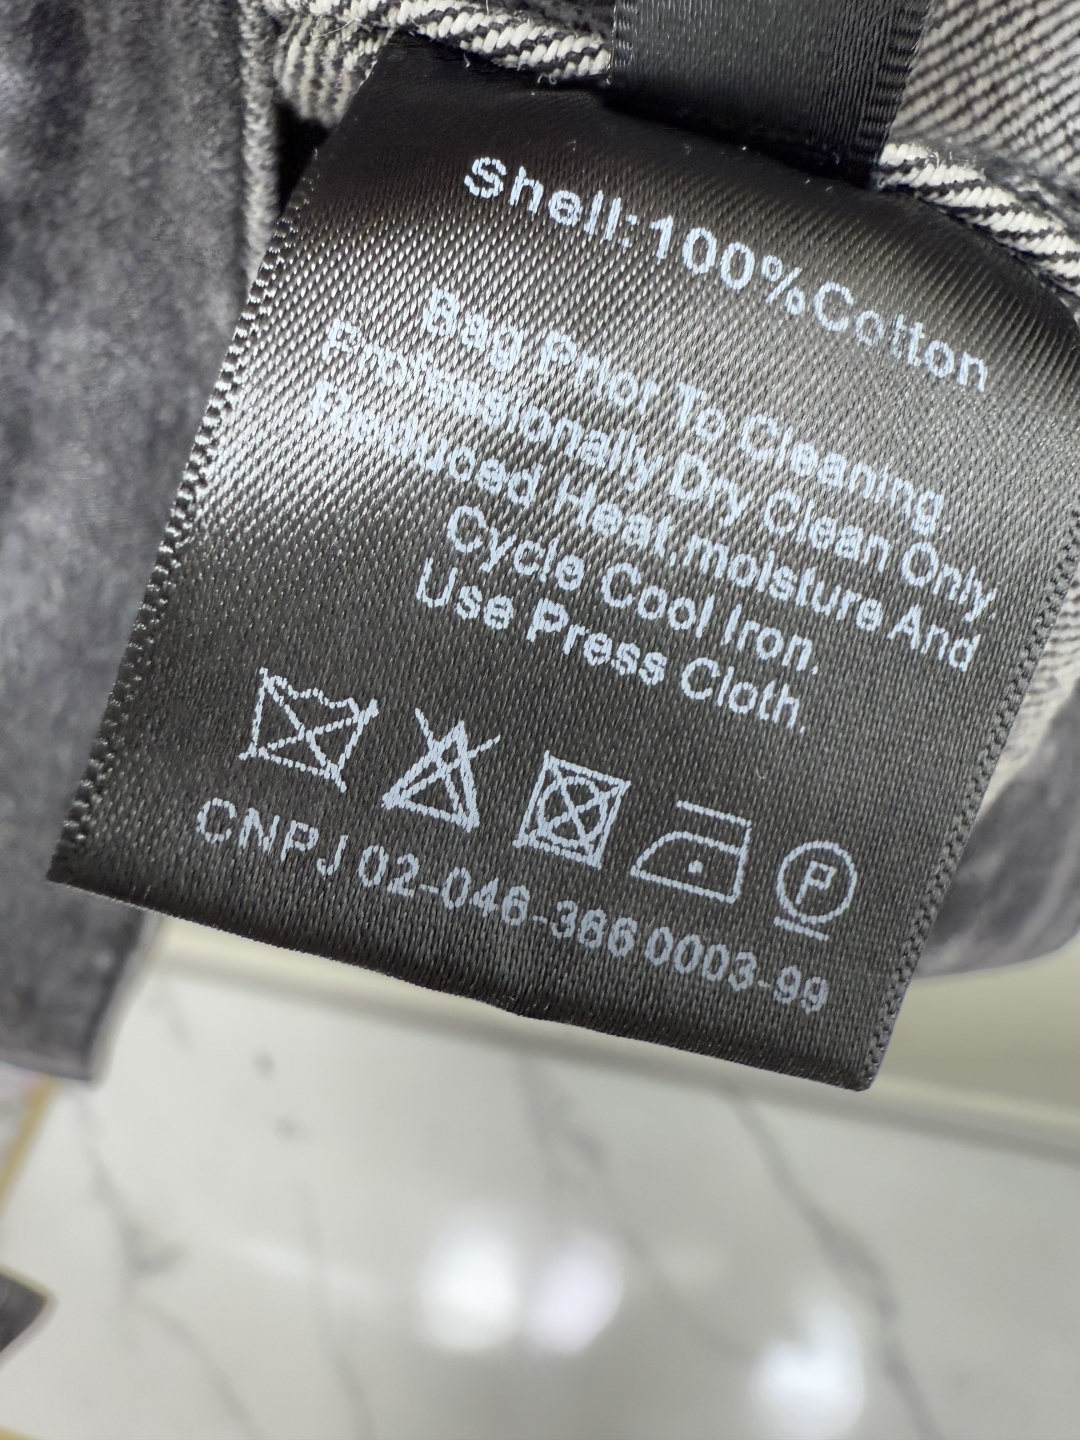 Shell:100%Cotton
Bag Prior To Cleaning.
Professionally Dry Clean Only
Reduced Heat,moisture And
Cycle Cool Iron.
Use Press Cloth.
P
CNPJ 02-046-366 0003-99